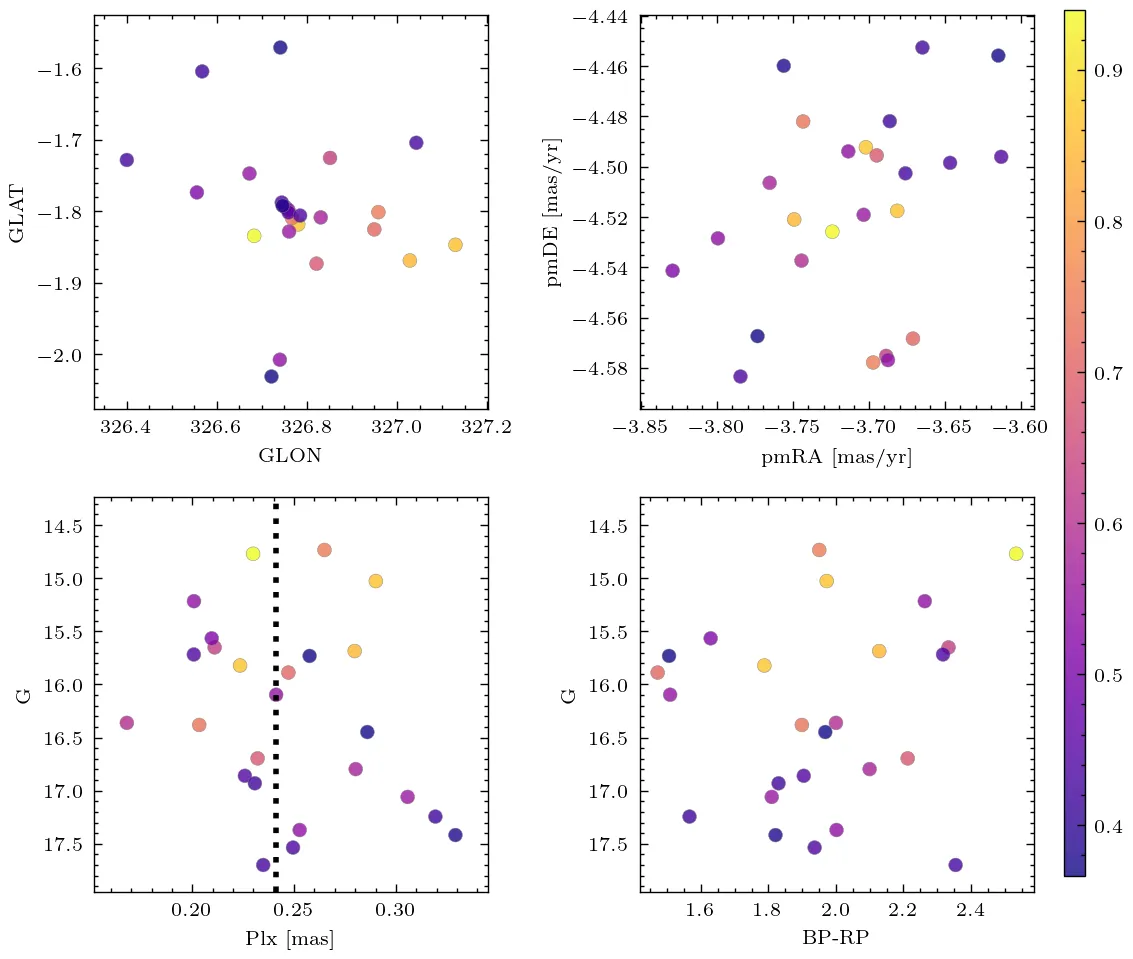 −1.6
−1.7
−1.8
−1.9
−2.0
GLAT
326.4 326.6 326.8 327.0 327.2
GLON
−4.44
−4.46
−4.48
−4.50
−4.52
−4.54
−4.56
−4.58
pmDE [mas/yr]
−3.85 −3.80 −3.75 −3.70 −3.65 −3.60
pmRA [mas/yr]
14.5
15.0
15.5
16.0
16.5
17.0
17.5
G
0.20 0.25 0.30
Plx [mas]
14.5
15.0
15.5
16.0
16.5
17.0
17.5
G
1.6 1.8 2.0 2.2 2.4
BP-RP
0.9
0.8
0.7
0.6
0.5
0.4